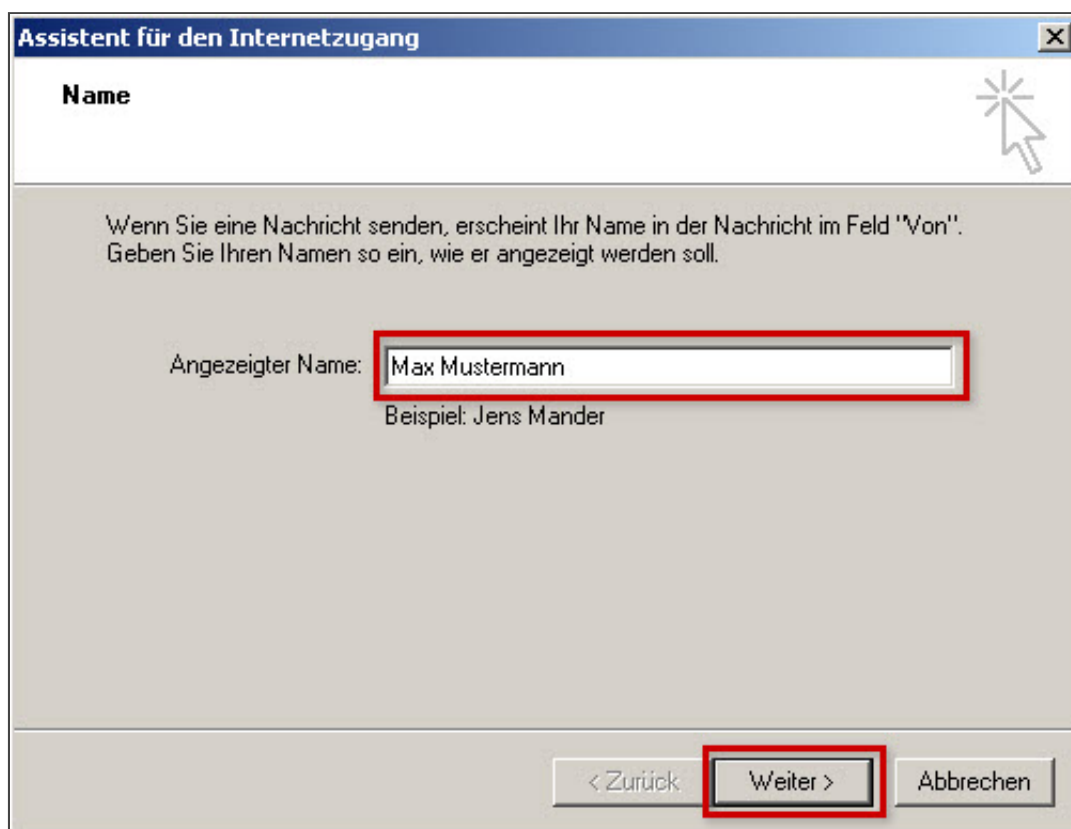 Assistent für den Internetzugang
Name
Wenn Sie eine Nachricht senden, erscheint Ihr Name in der Nachricht im Feld "Von".
Geben Sie Ihren Namen so ein, wie er angezeigt werden soll.
Angezeigter Name: Max Mustermann
Beispiel: Jens Mander
< Zurück Weiter > Abbrechen